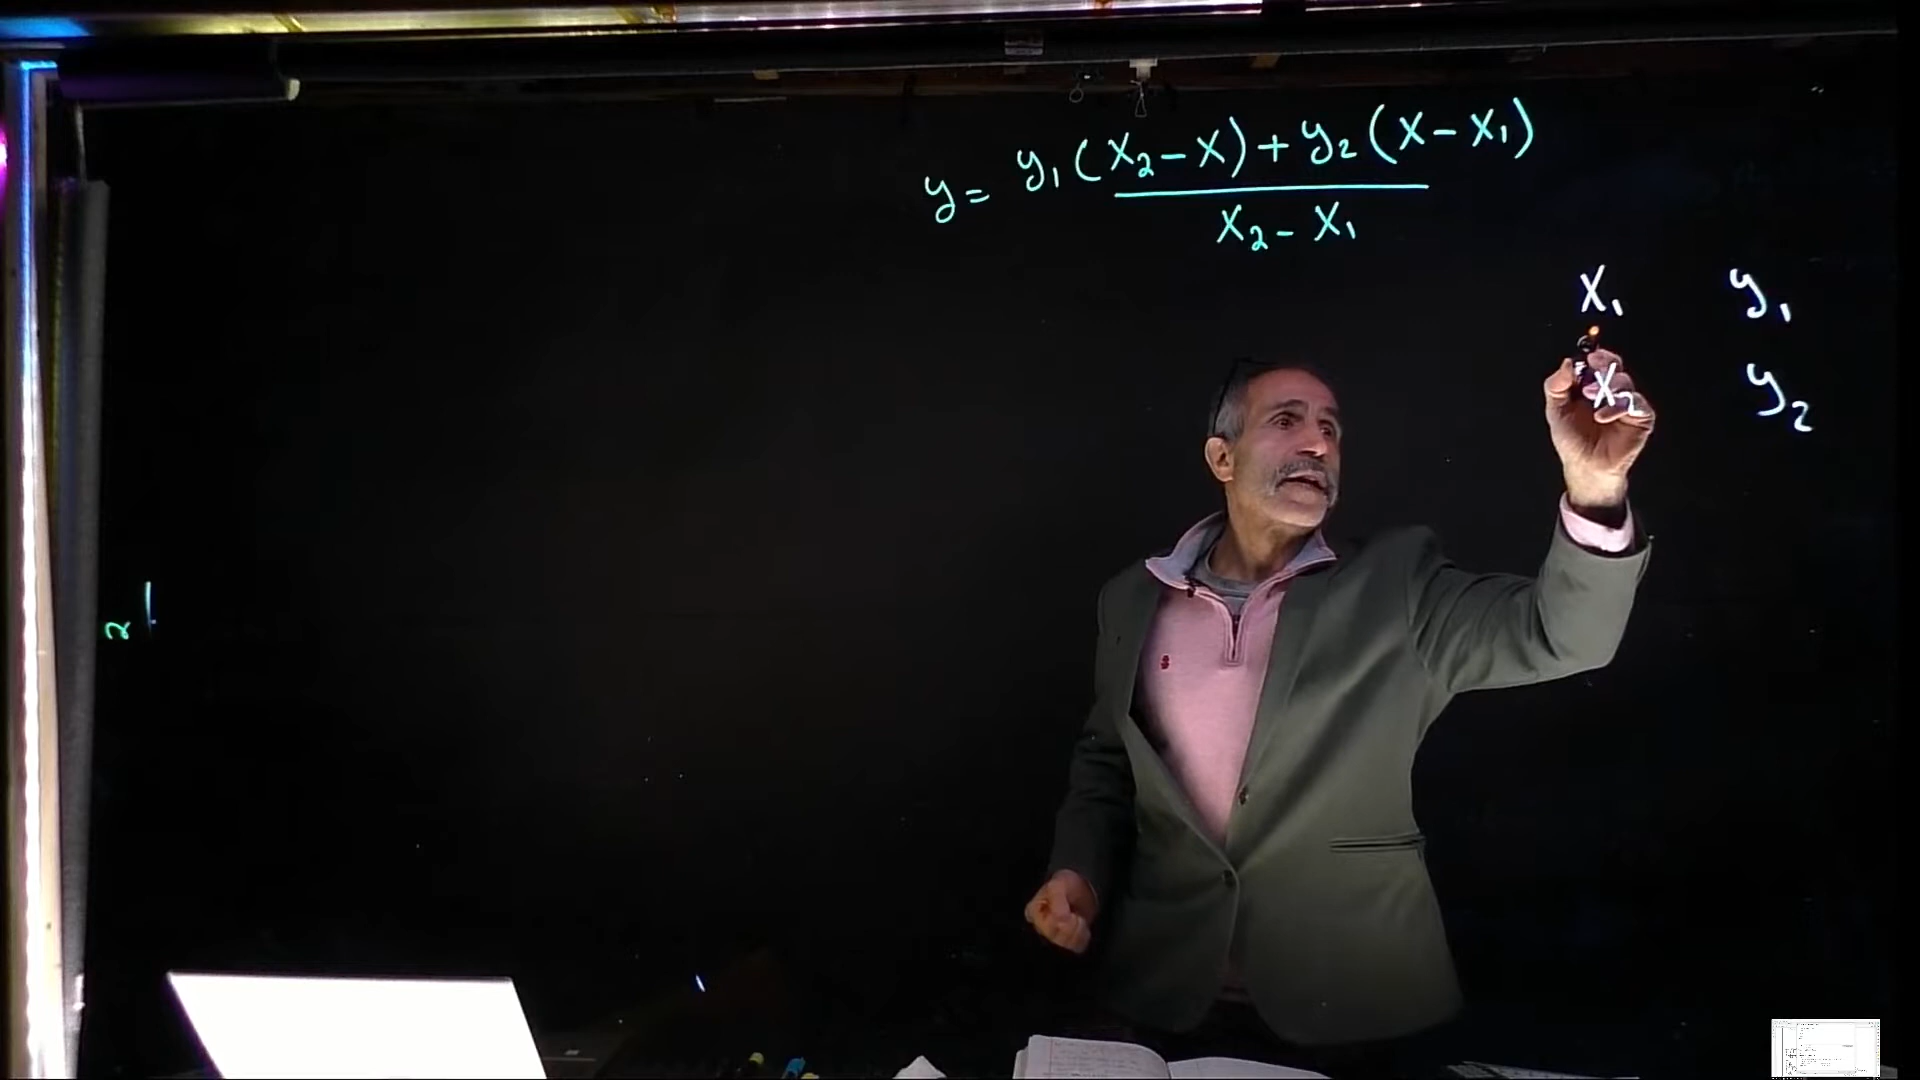 y = y₁ (x₂ - x) + y₂ (x - x₁)
x₂ - x₁
x₁ y₁
x₂ y₂